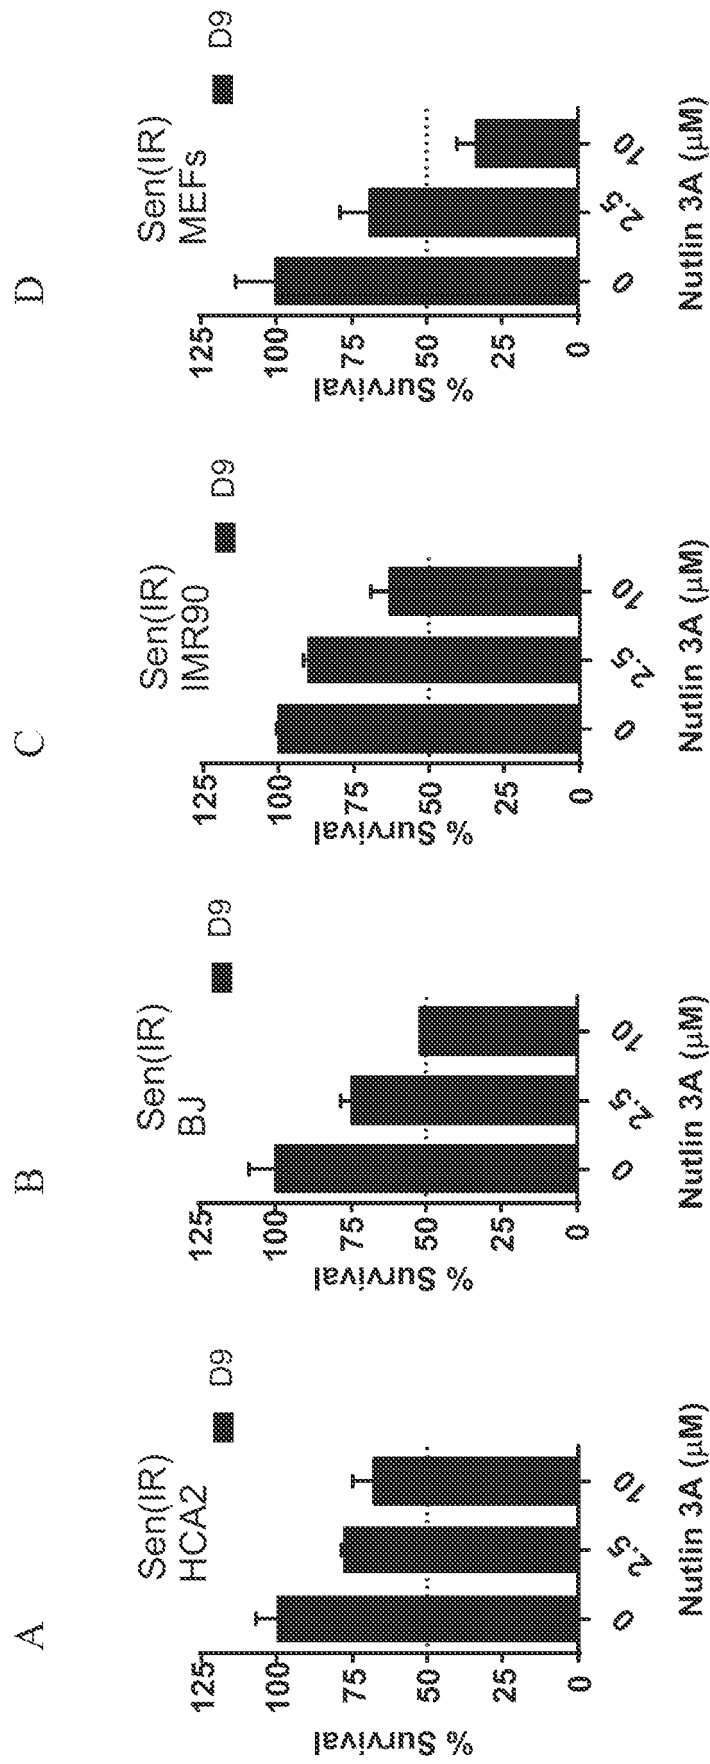 A
Sen(IR)
HCA2
D9
% Survival
125
100
75
50
25
0
0
2.5
10
Nutlin 3A (µM)
B
Sen(IR)
BJ
D9
% Survival
125
100
75
50
25
0
0
2.5
10
Nutlin 3A (µM)
C
Sen(IR)
IMR90
D9
% Survival
125
100
75
50
25
0
0
2.5
10
Nutlin 3A (µM)
D
Sen(IR)
MEFs
D9
% Survival
125
100
75
50
25
0
0
2.5
10
Nutlin 3A (µM)